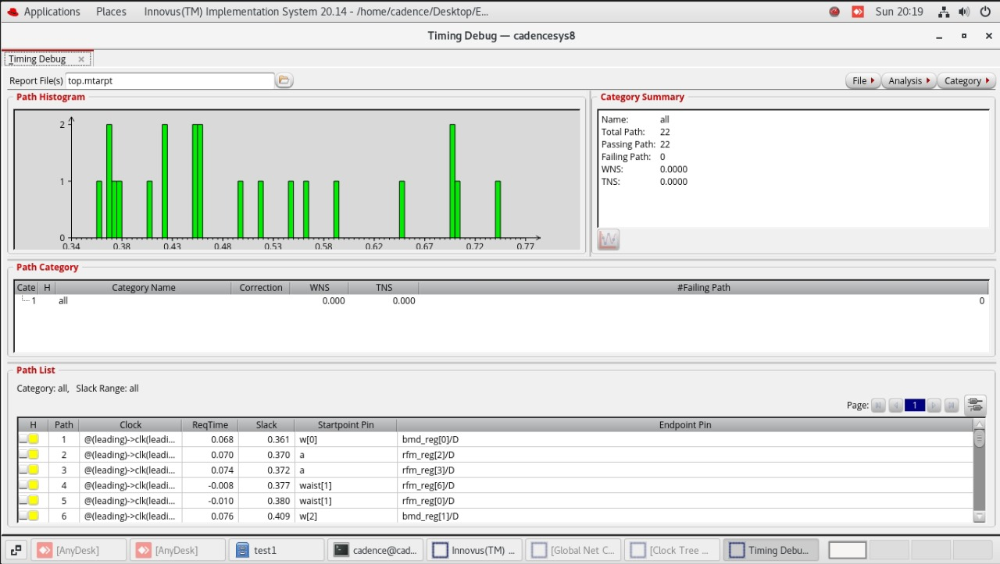 Applications Places Innovus(TM) Implementation System 20.14 - /home/cadence/Desktop/E... Sun 20:19
Timing Debug — cadencesys8
Timing Debug ×
Report File(s) top.mtarpt File Analysis Category
Path Histogram
2
1
0
0.34 0.38 0.43 0.48 0.53 0.58 0.62 0.67 0.72 0.77
Category Summary
Name: all
Total Path: 22
Passing Path: 22
Failing Path: 0
WNS: 0.0000
TNS: 0.0000
Path Category
Cate H Category Name Correction WNS TNS #Failing Path
1 all 0.000 0.000 0
Path List
Category: all, Slack Range: all
Page: 1
H Path Clock ReqTime Slack Startpoint Pin Endpoint Pin
1 @(leading)->clk(leadi... 0.068 0.361 w[0] bmd_reg[0]/D
2 @(leading)->clk(leadi... 0.070 0.370 a rfm_reg[2]/D
3 @(leading)->clk(leadi... 0.074 0.372 a rfm_reg[3]/D
4 @(leading)->clk(leadi... -0.008 0.377 waist[1] rfm_reg[6]/D
5 @(leading)->clk(leadi... -0.010 0.380 waist[1] rfm_reg[0]/D
6 @(leading)->clk(leadi... 0.076 0.409 w[2] bmd_reg[1]/D
[AnyDesk] [AnyDesk] test1 cadence@cad... Innovus(TM) ... [Global Net C... [Clock Tree ... Timing Debu...